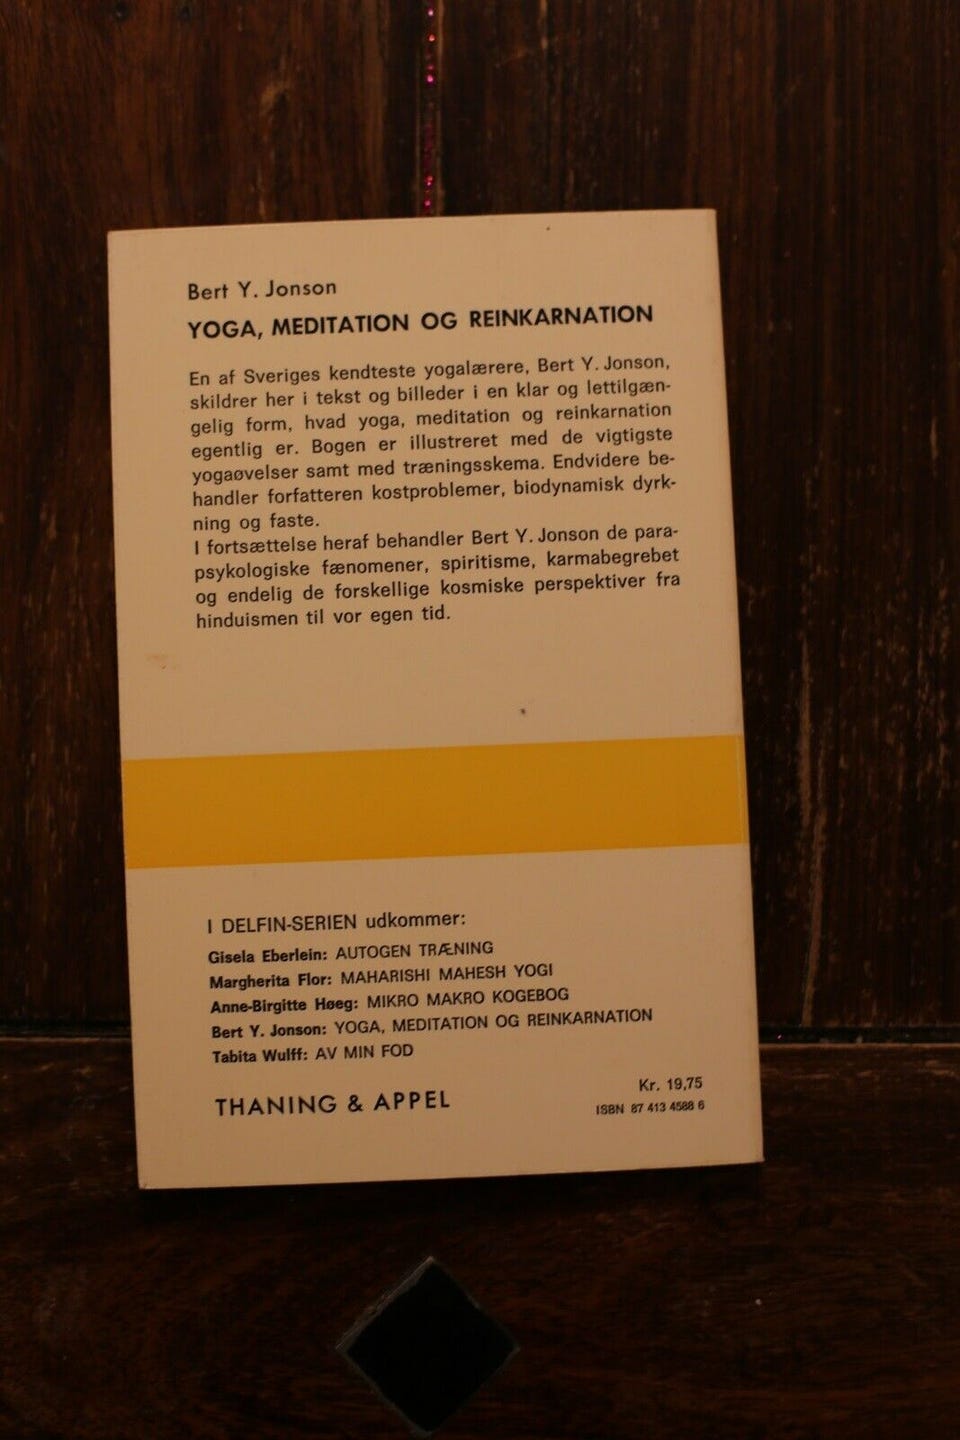 Bert Y. Jonson
YOGA, MEDITATION OG REINKARNATION
En af Sveriges kendteste yogalærere, Bert Y. Jonson,
skildrer her i tekst og billeder i en klar og lettilgæn-
gelig form, hvad yoga, meditation og reinkarnation
egentlig er. Bogen er illustreret med de vigtigste
yogaøvelser samt med træningsskema. Endvidere be-
handler forfatteren kostproblemer, biodynamisk dyrk-
ning og faste.
I fortsættelse heraf behandler Bert Y. Jonson de para-
psykologiske fænomener, spiritisme, karmabegrebet
og endelig de forskellige kosmiske perspektiver fra
hinduismen til vor egen tid.
I DELFIN-SERIEN udkommer:
Gisela Eberlein: AUTOGEN TRÆNING
Margherita Flor: MAHARISHI MAHESH YOGI
Anne-Birgitte Høeg: MIKRO MAKRO KOGEBOG
Bert Y. Jonson: YOGA, MEDITATION OG REINKARNATION
Tabita Wulff: AV MIN FOD
Kr. 19,75
THANING & APPEL
ISBN 87 413 4588 6